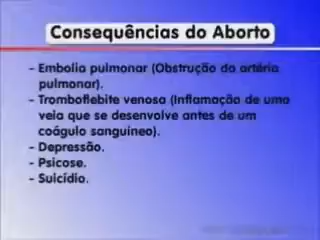 Consequências do Aborto
- Embolia pulmonar (Obstrução da artéria
pulmonar).
- Tromboflebite venosa (Inflamação de uma
veia que se desenvolve antes de um
coágulo sanguíneo).
- Depressão.
- Psicose.
- Suicídio.